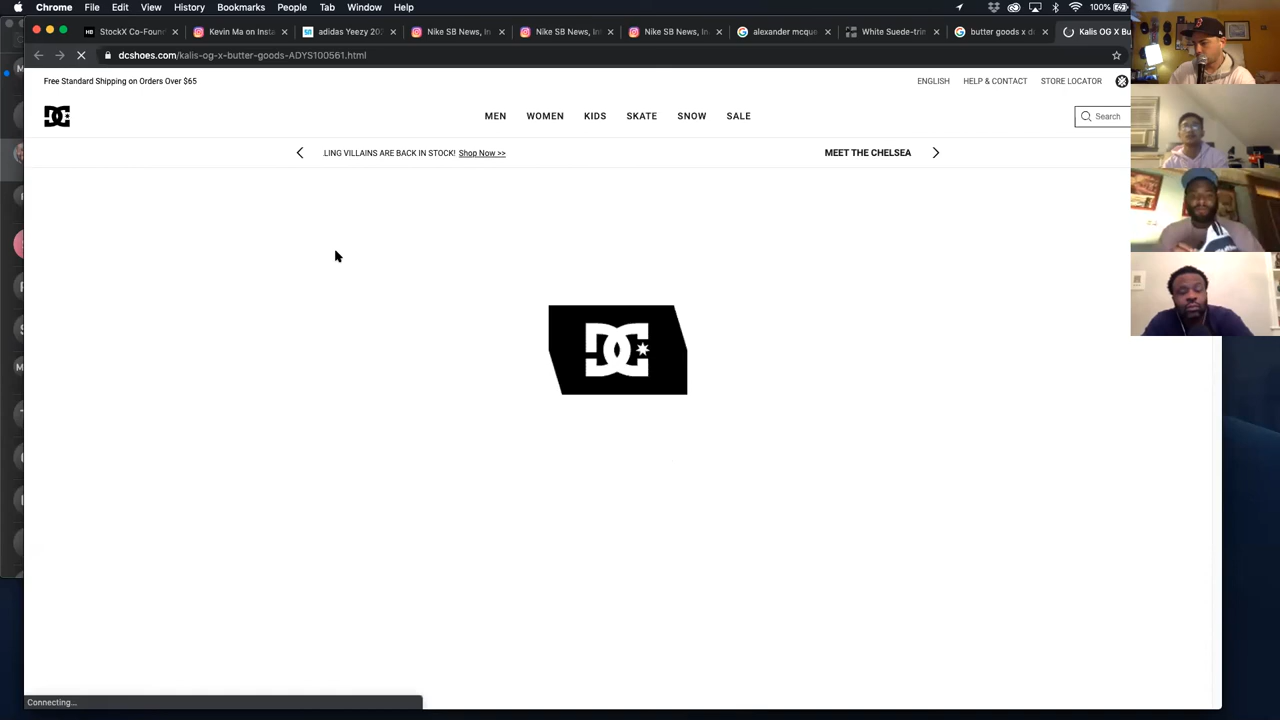 Chrome File Edit View History Bookmarks People Tab Window Help 100%
StockX Co-Foun
Kevin Ma on Insta
adidas Yeezy 202
Nike SB News, In
Nike SB News, In
Nike SB News, In
alexander mcque
White Suede-trim
butter goods x d
Kalis OG X Bu
dcshoes.com/kalis-og-x-butter-goods-ADYS100561.html
Free Standard Shipping on Orders Over $65
ENGLISH HELP & CONTACT STORE LOCATOR
DC
MEN WOMEN KIDS SKATE SNOW SALE
Search
LING VILLAINS ARE BACK IN STOCK! Shop Now >>
MEET THE CHELSEA
DC
Connecting...